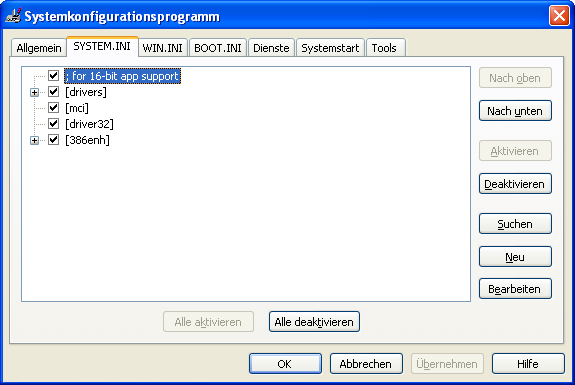 Systemkonfigurationsprogramm
Allgemein SYSTEM.INI WIN.INI BOOT.INI Dienste Systemstart Tools
; for 16-bit app support
[drivers]
[mci]
[driver32]
[386enh]
Nach oben
Nach unten
Aktivieren
Deaktivieren
Suchen
Neu
Bearbeiten
Alle aktivieren Alle deaktivieren
OK Abbrechen Übernehmen Hilfe